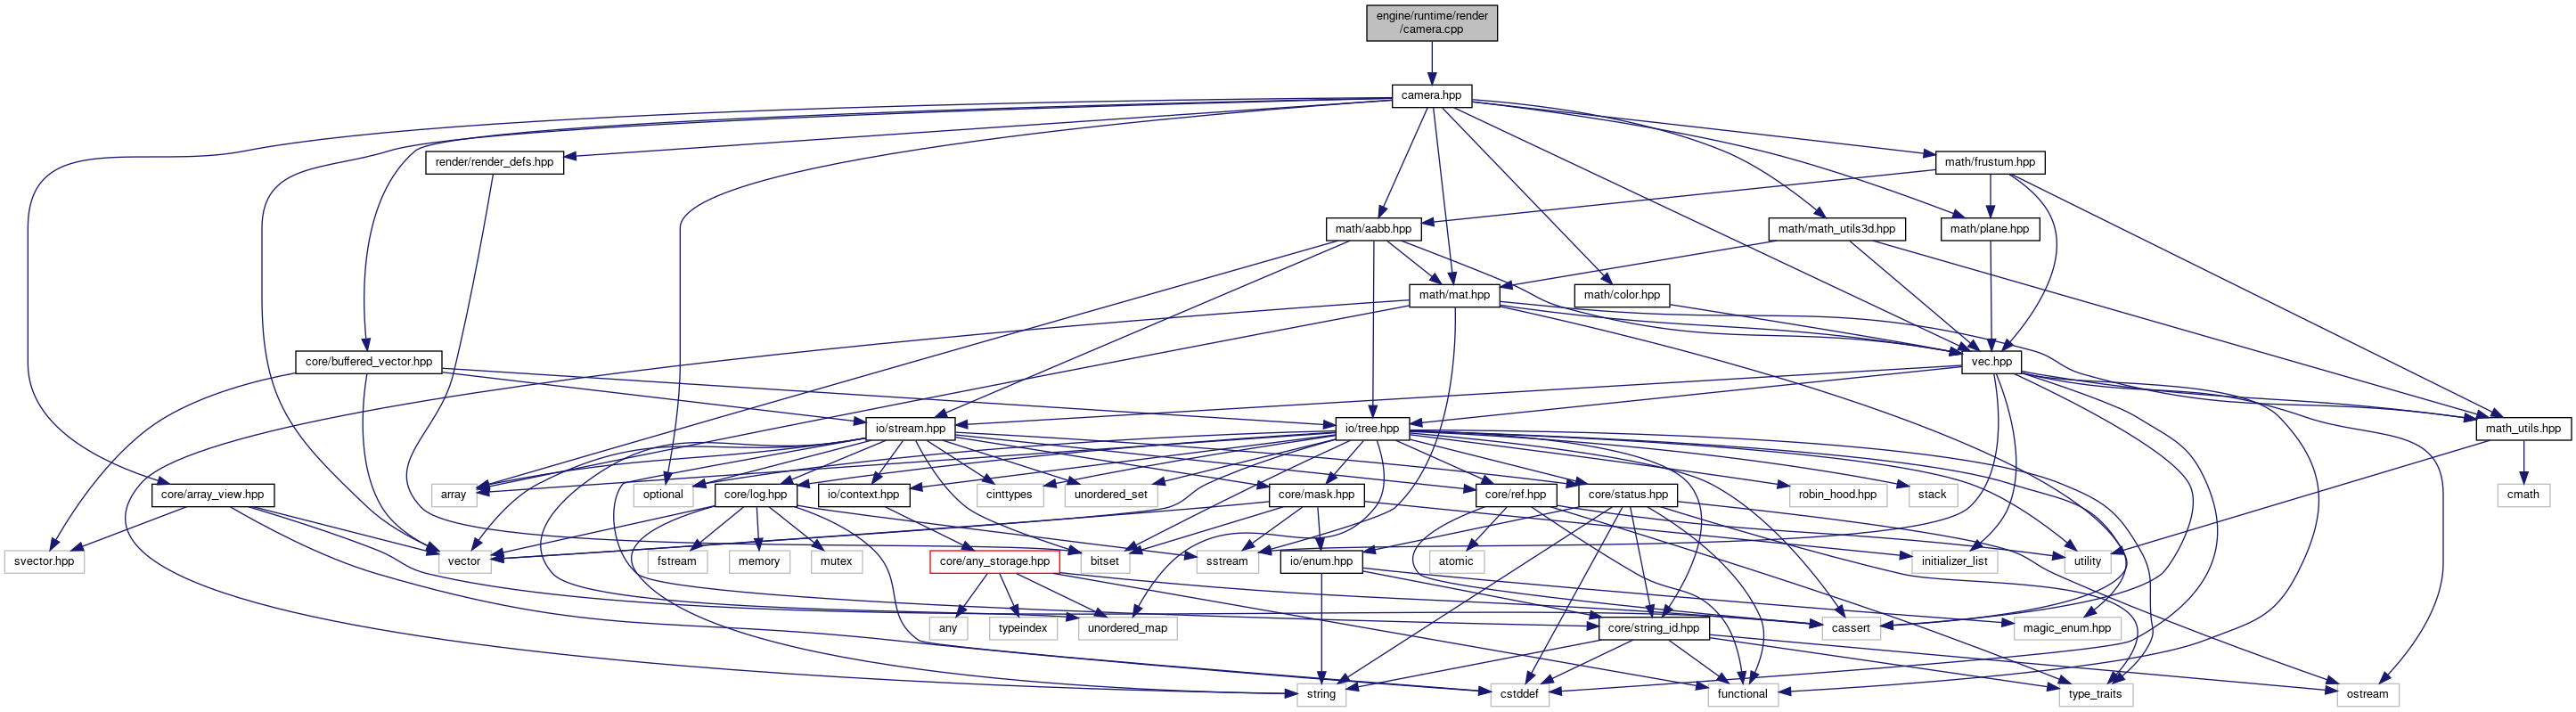 engine/runtime/render
/camera.cpp
camera.hpp
render/render_defs.hpp
math/frustum.hpp
math/aabb.hpp
math/math_utils3d.hpp
math/plane.hpp
math/mat.hpp
math/color.hpp
core/buffered_vector.hpp
vec.hpp
io/stream.hpp
io/tree.hpp
math_utils.hpp
core/array_view.hpp
array
optional
core/log.hpp
io/context.hpp
cinttypes
unordered_set
core/mask.hpp
core/ref.hpp
core/status.hpp
robin_hood.hpp
stack
cmath
svector.hpp
vector
fstream
memory
mutex
core/any_storage.hpp
bitset
sstream
io/enum.hpp
atomic
initializer_list
utility
any
typeindex
unordered_map
core/string_id.hpp
cassert
magic_enum.hpp
string
cstddef
functional
type_traits
ostream